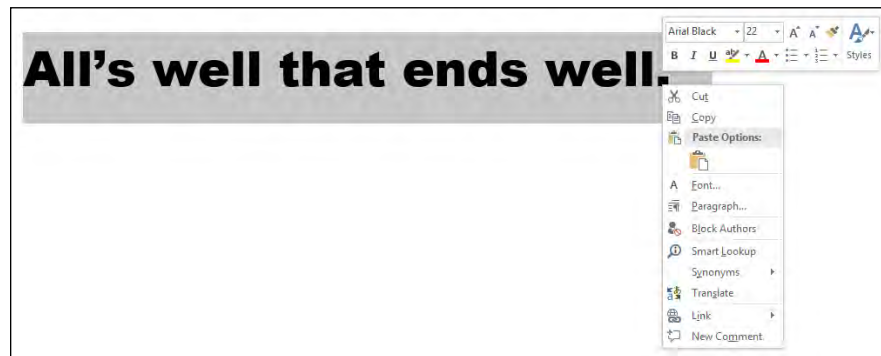 Arial Black 22 A A
All's well that ends well.
B I U aby A Styles
Cut
Copy
Paste Options:
A Font...
Paragraph...
Block Authors
Smart Lookup
Synonyms
Translate
Link
New Comment